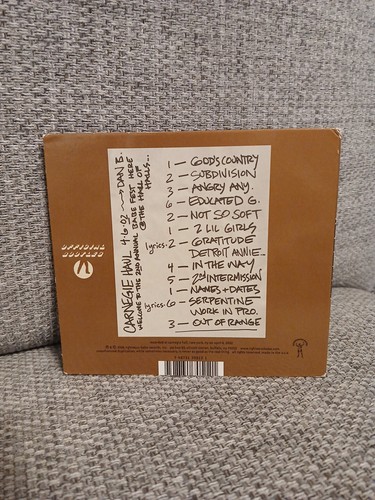 CARNEGIE HALL 4·6·02 → DAN B.
WELCOME TO THE 2ND ANNUAL BABE FEST HERE
@ THE HALL OF
HALLS...
1 — GOD'S COUNTRY
2 — SUBDIVISION
3 — ANGRY ANY.
6 — EDUCATED G.
2 — NOT SO SOFT
1 — 2 LIL GIRLS
lyrics·2 — GRATITUDE
DETROIT ANNIE...
4 — IN THE WAY
5 — 2ND INTERMISSION
1 — NAMES + DATES
lyrics·6 — SERPENTINE
WORK IN PRO.
3 — OUT OF RANGE
OFFICIAL
BOOTLEG